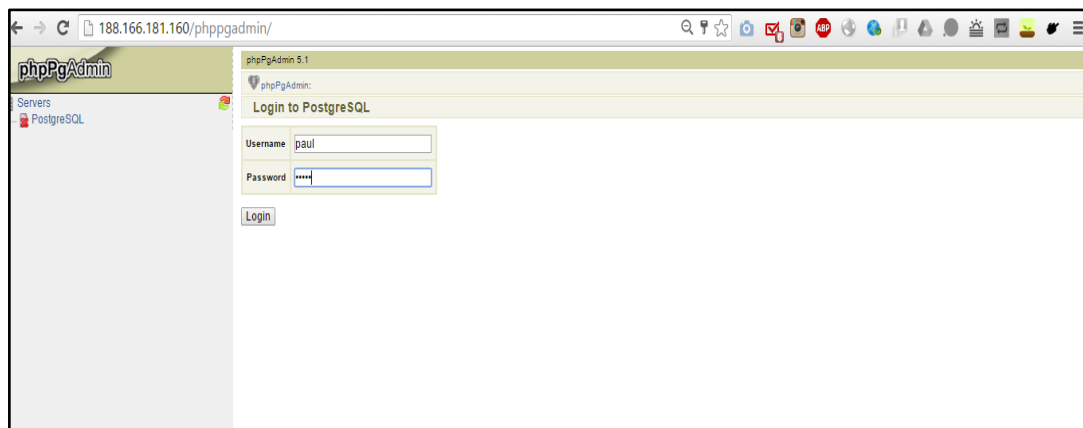 188.166.181.160/phppgadmin/
ABP
phpPgAdmin
phpPgAdmin 5.1
phpPgAdmin:
Servers
PostgreSQL
Login to PostgreSQL
Username paul
Password •••••
Login